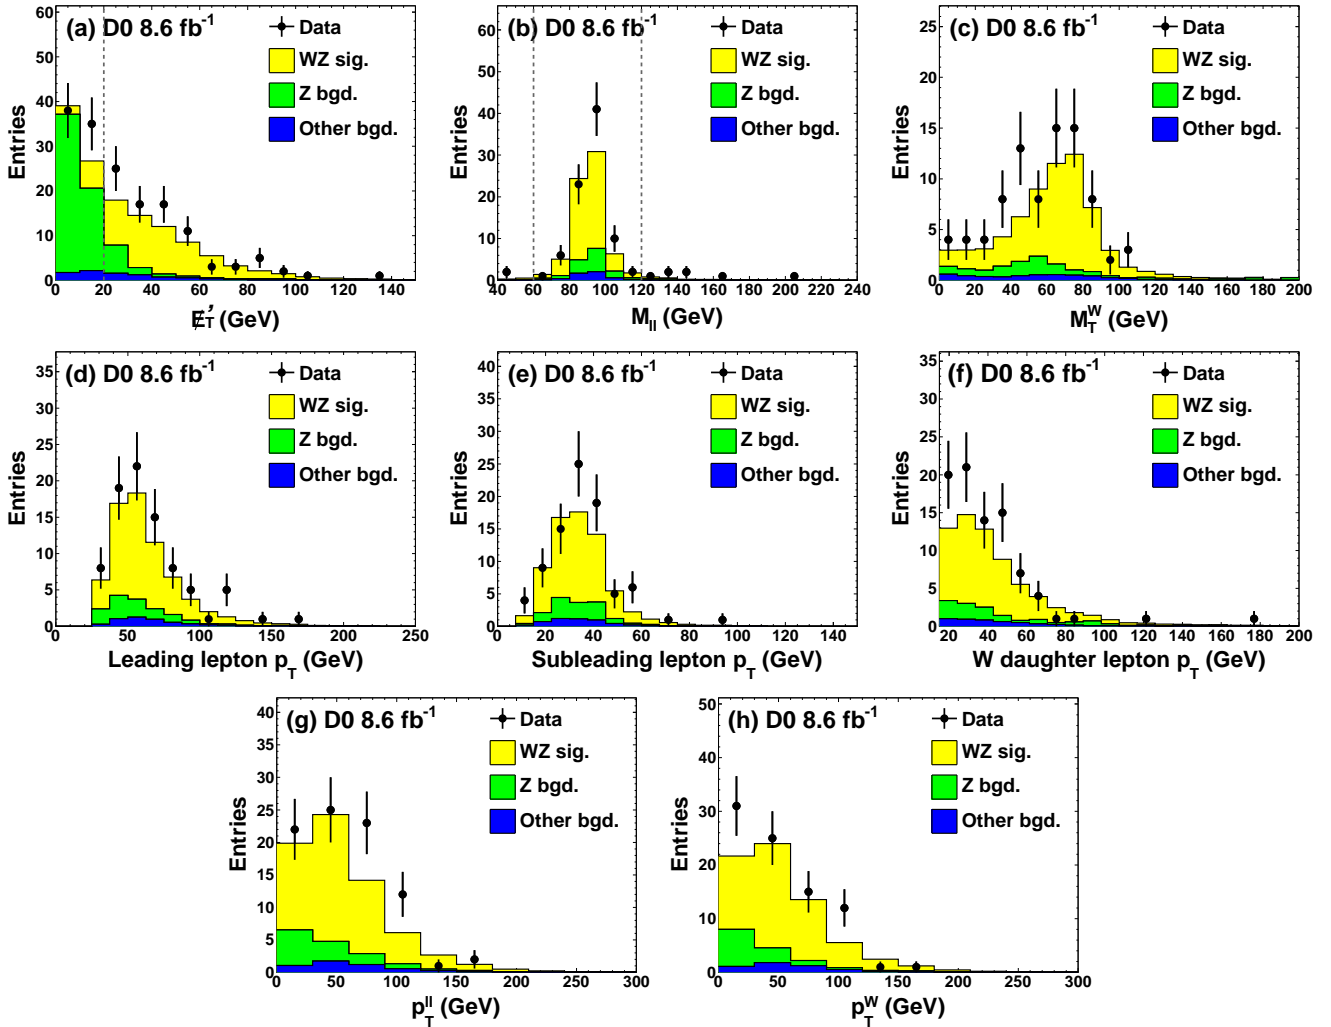 (a) D0 8.6 fb⁻¹
Data
WZ sig.
Z bgd.
Other bgd.
Entries
60
50
40
30
20
10
0
0 20 40 60 80 100 120 140
E̸T′ (GeV)
(b) D0 8.6 fb⁻¹
Data
WZ sig.
Z bgd.
Other bgd.
Entries
60
50
40
30
20
10
0
40 60 80 100 120 140 160 180 200 220 240
M_ll (GeV)
(c) D0 8.6 fb⁻¹
Data
WZ sig.
Z bgd.
Other bgd.
Entries
25
20
15
10
5
0
0 20 40 60 80 100 120 140 160 180 200
M_T^W (GeV)
(d) D0 8.6 fb⁻¹
Data
WZ sig.
Z bgd.
Other bgd.
Entries
35
30
25
20
15
10
5
0
0 50 100 150 200 250
Leading lepton p_T (GeV)
(e) D0 8.6 fb⁻¹
Data
WZ sig.
Z bgd.
Other bgd.
Entries
40
35
30
25
20
15
10
5
0
0 20 40 60 80 100 120 140
Subleading lepton p_T (GeV)
(f) D0 8.6 fb⁻¹
Data
WZ sig.
Z bgd.
Other bgd.
Entries
35
30
25
20
15
10
5
0
20 40 60 80 100 120 140 160 180 200
W daughter lepton p_T (GeV)
(g) D0 8.6 fb⁻¹
Data
WZ sig.
Z bgd.
Other bgd.
Entries
40
35
30
25
20
15
10
5
0
0 50 100 150 200 250 300
p_T^ll (GeV)
(h) D0 8.6 fb⁻¹
Data
WZ sig.
Z bgd.
Other bgd.
Entries
50
40
30
20
10
0
0 50 100 150 200 250 300
p_T^W (GeV)